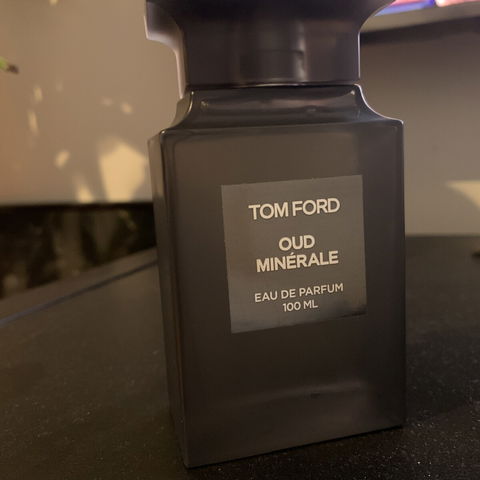 TOM FORD
OUD
MINÉRALE
EAU DE PARFUM
100 ML